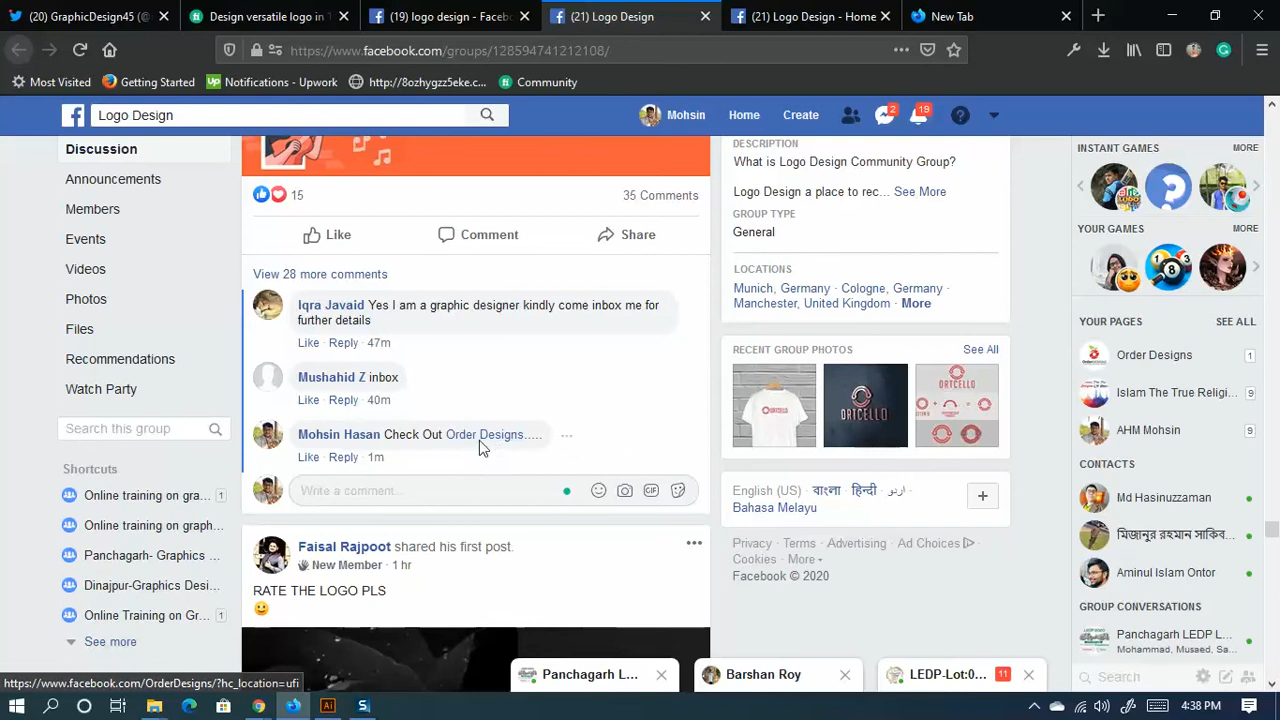 (20) GraphicDesign45 (@
Design versatile logo in 1
(19) logo design - Facebo
(21) Logo Design
(21) Logo Design - Home
New Tab
https://www.facebook.com/groups/128594741212108/
Most Visited
Getting Started
Notifications - Upwork
http://8ozhygzz5eke.c...
Community
Logo Design
Mohsin
Home
Create
2
19
Discussion
Announcements
Members
Events
Videos
Photos
Files
Recommendations
Watch Party
Search this group
Shortcuts
Online training on gra...
1
Online training on graph...
Panchagarh- Graphics ...
Dinajpur-Graphics Desi...
Online Training on Gr...
1
See more
15
35 Comments
Like
Comment
Share
View 28 more comments
Iqra Javaid Yes I am a graphic designer kindly come inbox me for
further details
Like · Reply · 47m
Mushahid Z inbox
Like · Reply · 40m
Mohsin Hasan Check Out Order Designs.....
Like · Reply · 1m
Write a comment...
GIF
Faisal Rajpoot shared his first post.
New Member · 1 hr
RATE THE LOGO PLS
DESCRIPTION
What is Logo Design Community Group?
Logo Design a place to rec... See More
GROUP TYPE
General
LOCATIONS
Munich, Germany · Cologne, Germany ·
Manchester, United Kingdom · More
RECENT GROUP PHOTOS
See All
ORTCELLO
ORTCELLO
ORTCELLO
English (US) · বাংলা · हिन्दी · اردو ·
Bahasa Melayu
Privacy · Terms · Advertising · Ad Choices ·
Cookies · More
Facebook © 2020
INSTANT GAMES
MORE
YOUR GAMES
MORE
YOUR PAGES
SEE ALL
Order Designs
1
Islam The True Religi...
9
AHM Mohsin
9
CONTACTS
Md Hasinuzzaman
মিজানুর রহমান সাকিব...
Aminul Islam Ontor
GROUP CONVERSATIONS
Panchagarh LEDP L...
Mohammad, Musaed, Sa...
Search
Panchagarh L...
Barshan Roy
LEDP-Lot:0...
11
https://www.facebook.com/OrderDesigns/?hc_location=ufi
4:38 PM